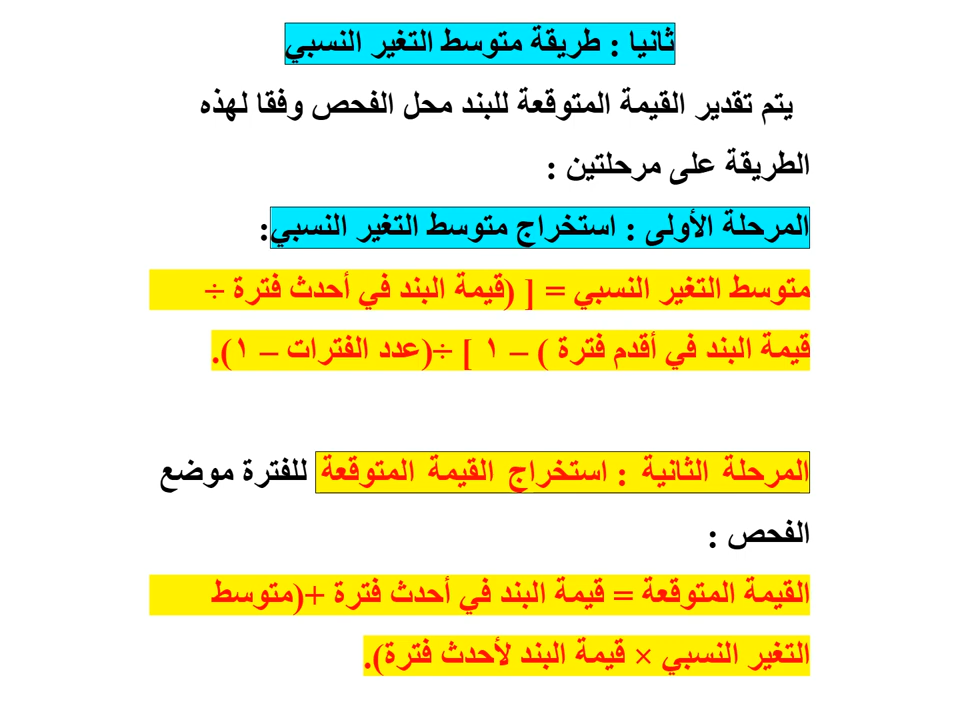 ثانيا : طريقة متوسط التغير النسبي
يتم تقدير القيمة المتوقعة للبند محل الفحص وفقا لهذه
الطريقة على مرحلتين :
المرحلة الأولى : استخراج متوسط التغير النسبي:
متوسط التغير النسبي = [ (قيمة البند في أحدث فترة ÷
قيمة البند في أقدم فترة ) – ١ ] ÷(عدد الفترات – ١).
المرحلة الثانية : استخراج القيمة المتوقعة للفترة موضع
الفحص :
القيمة المتوقعة = قيمة البند في أحدث فترة +(متوسط
التغير النسبي × قيمة البند لأحدث فترة).